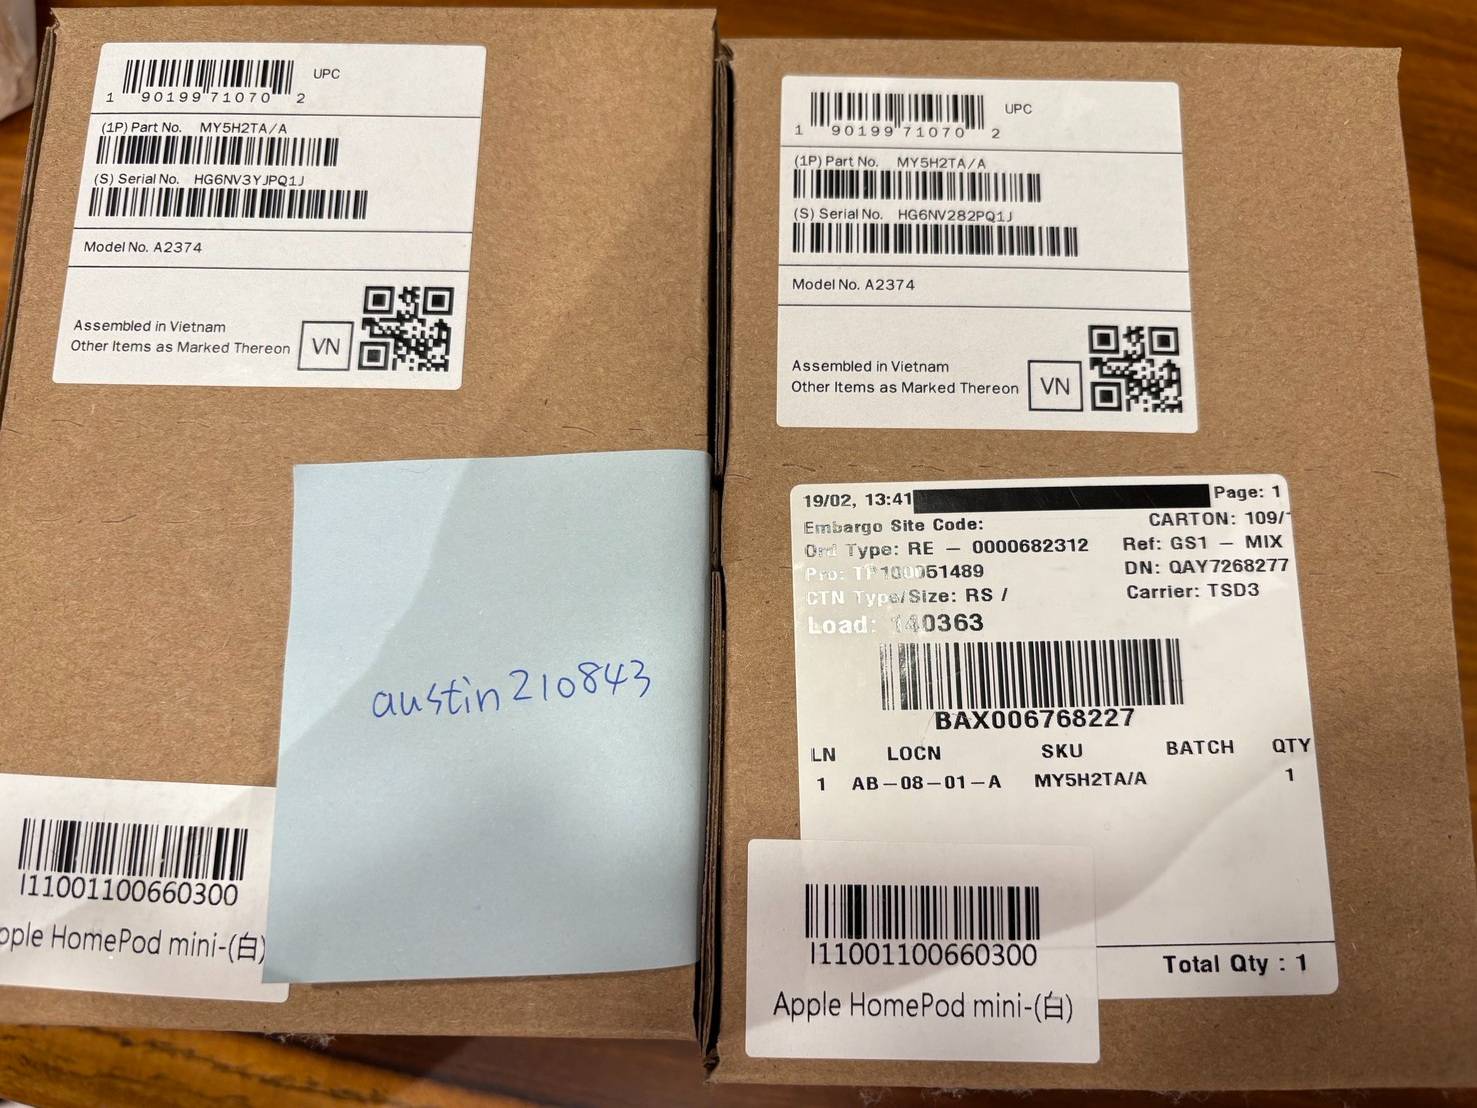 UPC
1 90199 71070 2
(1P) Part No. MY5H2TA/A
(S) Serial No. HG6NV3YJPQ1J
Model No. A2374
Assembled in Vietnam
Other Items as Marked Thereon
VN
austin210843
I11001100660300
pple HomePod mini-(白)
UPC
1 90199 71070 2
(1P) Part No. MY5H2TA/A
(S) Serial No. HG6NV282PQ1J
Model No. A2374
Assembled in Vietnam
Other Items as Marked Thereon
VN
19/02, 13:41 Page: 1
Embargo Site Code: CARTON: 109/
Ord Type: RE - 0000682312 Ref: GS1 - MIX
Pro: TP100051489 DN: QAY7268277
CTN Type/Size: RS / Carrier: TSD3
Load: 140363
BAX006768227
LN LOCN SKU BATCH QTY
1 AB-08-01-A MY5H2TA/A 1
Total Qty : 1
I11001100660300
Apple HomePod mini-(白)